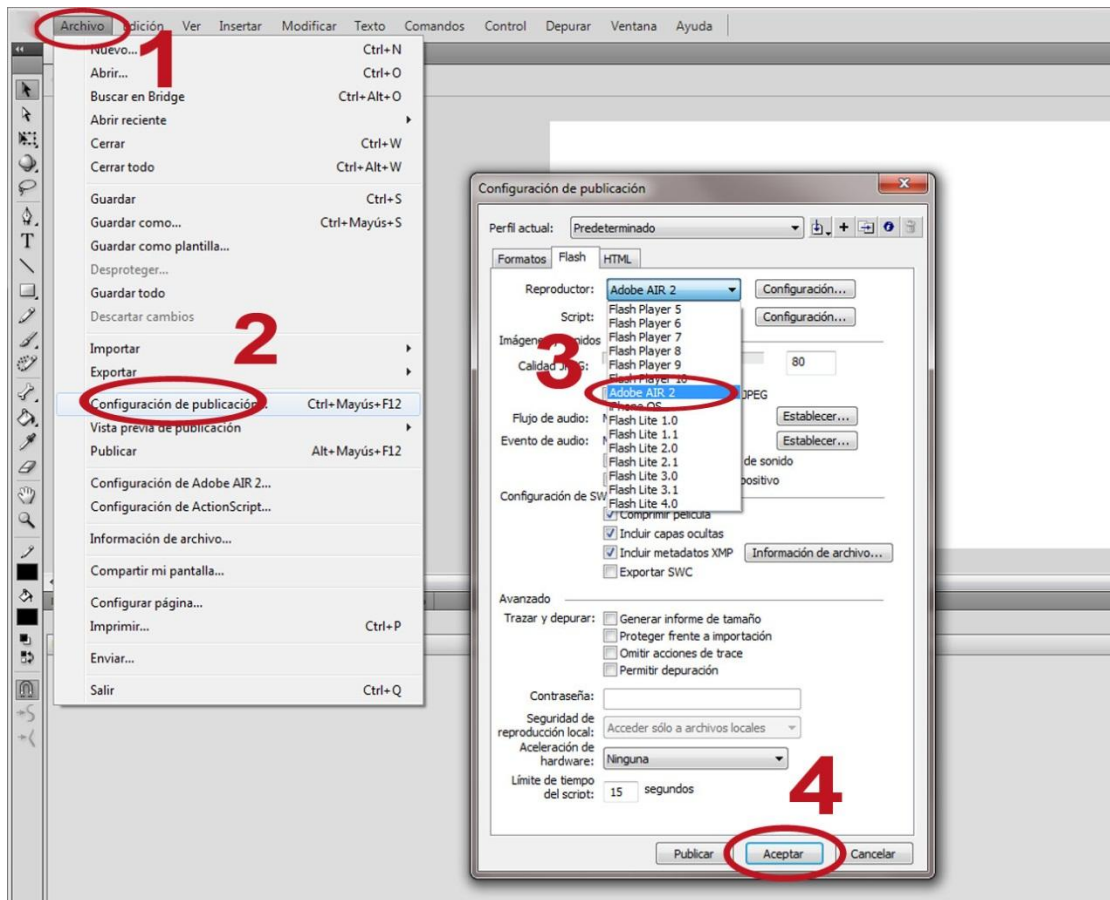 Archivo Edición Ver Insertar Modificar Texto Comandos Control Depurar Ventana Ayuda
1
Nuevo... Ctrl+N
Abrir... Ctrl+O
Buscar en Bridge Ctrl+Alt+O
Abrir reciente
Cerrar Ctrl+W
Cerrar todo Ctrl+Alt+W
Guardar Ctrl+S
Guardar como... Ctrl+Mayús+S
Guardar como plantilla...
Desproteger...
Guardar todo
Descartar cambios
2
Importar
Exportar
Configuración de publicación... Ctrl+Mayús+F12
Vista previa de publicación
Publicar Alt+Mayús+F12
Configuración de Adobe AIR 2...
Configuración de ActionScript...
Información de archivo...
Compartir mi pantalla...
Configurar página...
Imprimir... Ctrl+P
Enviar...
Salir Ctrl+Q
Configuración de publicación
Perfil actual: Predeterminado
Formatos Flash HTML
Reproductor: Adobe AIR 2 Configuración...
Flash Player 5
Script: Flash Player 6 Configuración...
Flash Player 7
Imágenes
Flash Player 8
Flash Player 9
Calidad 80
3
Flash Player 10
Adobe AIR 2 JPEG
iPhone OS
Flujo de audio: Flash Lite 1.0 Establecer...
Flash Lite 1.1
Evento de audio: Flash Lite 2.0 Establecer...
Flash Lite 2.1 de sonido
Flash Lite 3.0
Flash Lite 3.1
Configuración de SW
Flash Lite 4.0
Comprimir película
Incluir capas ocultas
Incluir metadatos XMP Información de archivo...
Exportar SWC
Avanzado
Trazar y depurar: Generar informe de tamaño
Proteger frente a importación
Omitir acciones de trace
Permitir depuración
Contraseña:
Seguridad de
reproducción local: Acceder sólo a archivos locales
Aceleración de
hardware: Ninguna
Límite de tiempo
del script: 15 segundos
4
Publicar Aceptar Cancelar